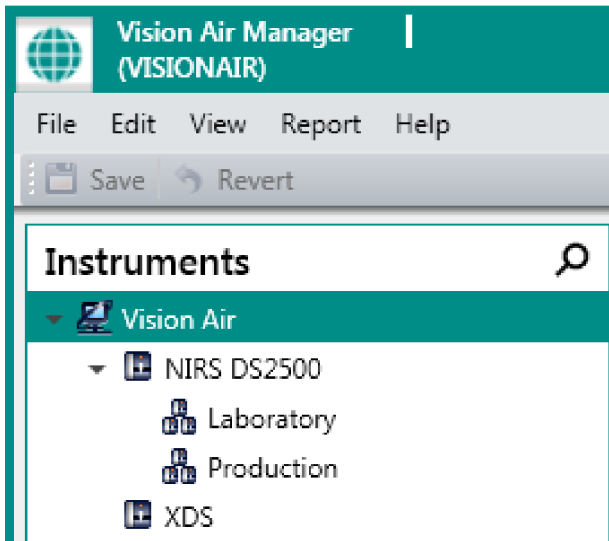 Vision Air Manager
(VISIONAIR)
File Edit View Report Help
Save Revert
Instruments
Vision Air
NIRS DS2500
Laboratory
Production
XDS